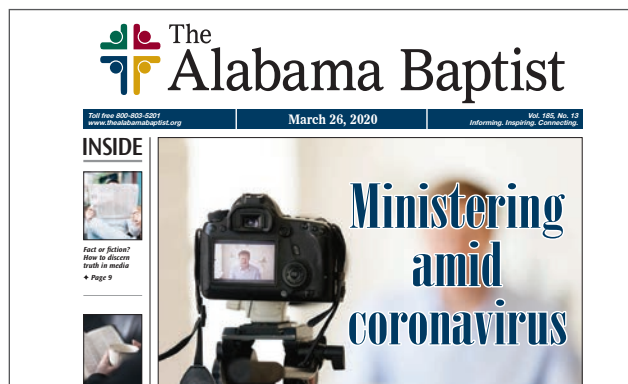 The
Alabama Baptist
Toll free 800-803-5201
www.thealabamabaptist.org
March 26, 2020
Vol. 185, No. 13
Informing. Inspiring. Connecting.
INSIDE
Fact or fiction?
How to discern
truth in media
✦ Page 9
Ministering
amid
coronavirus